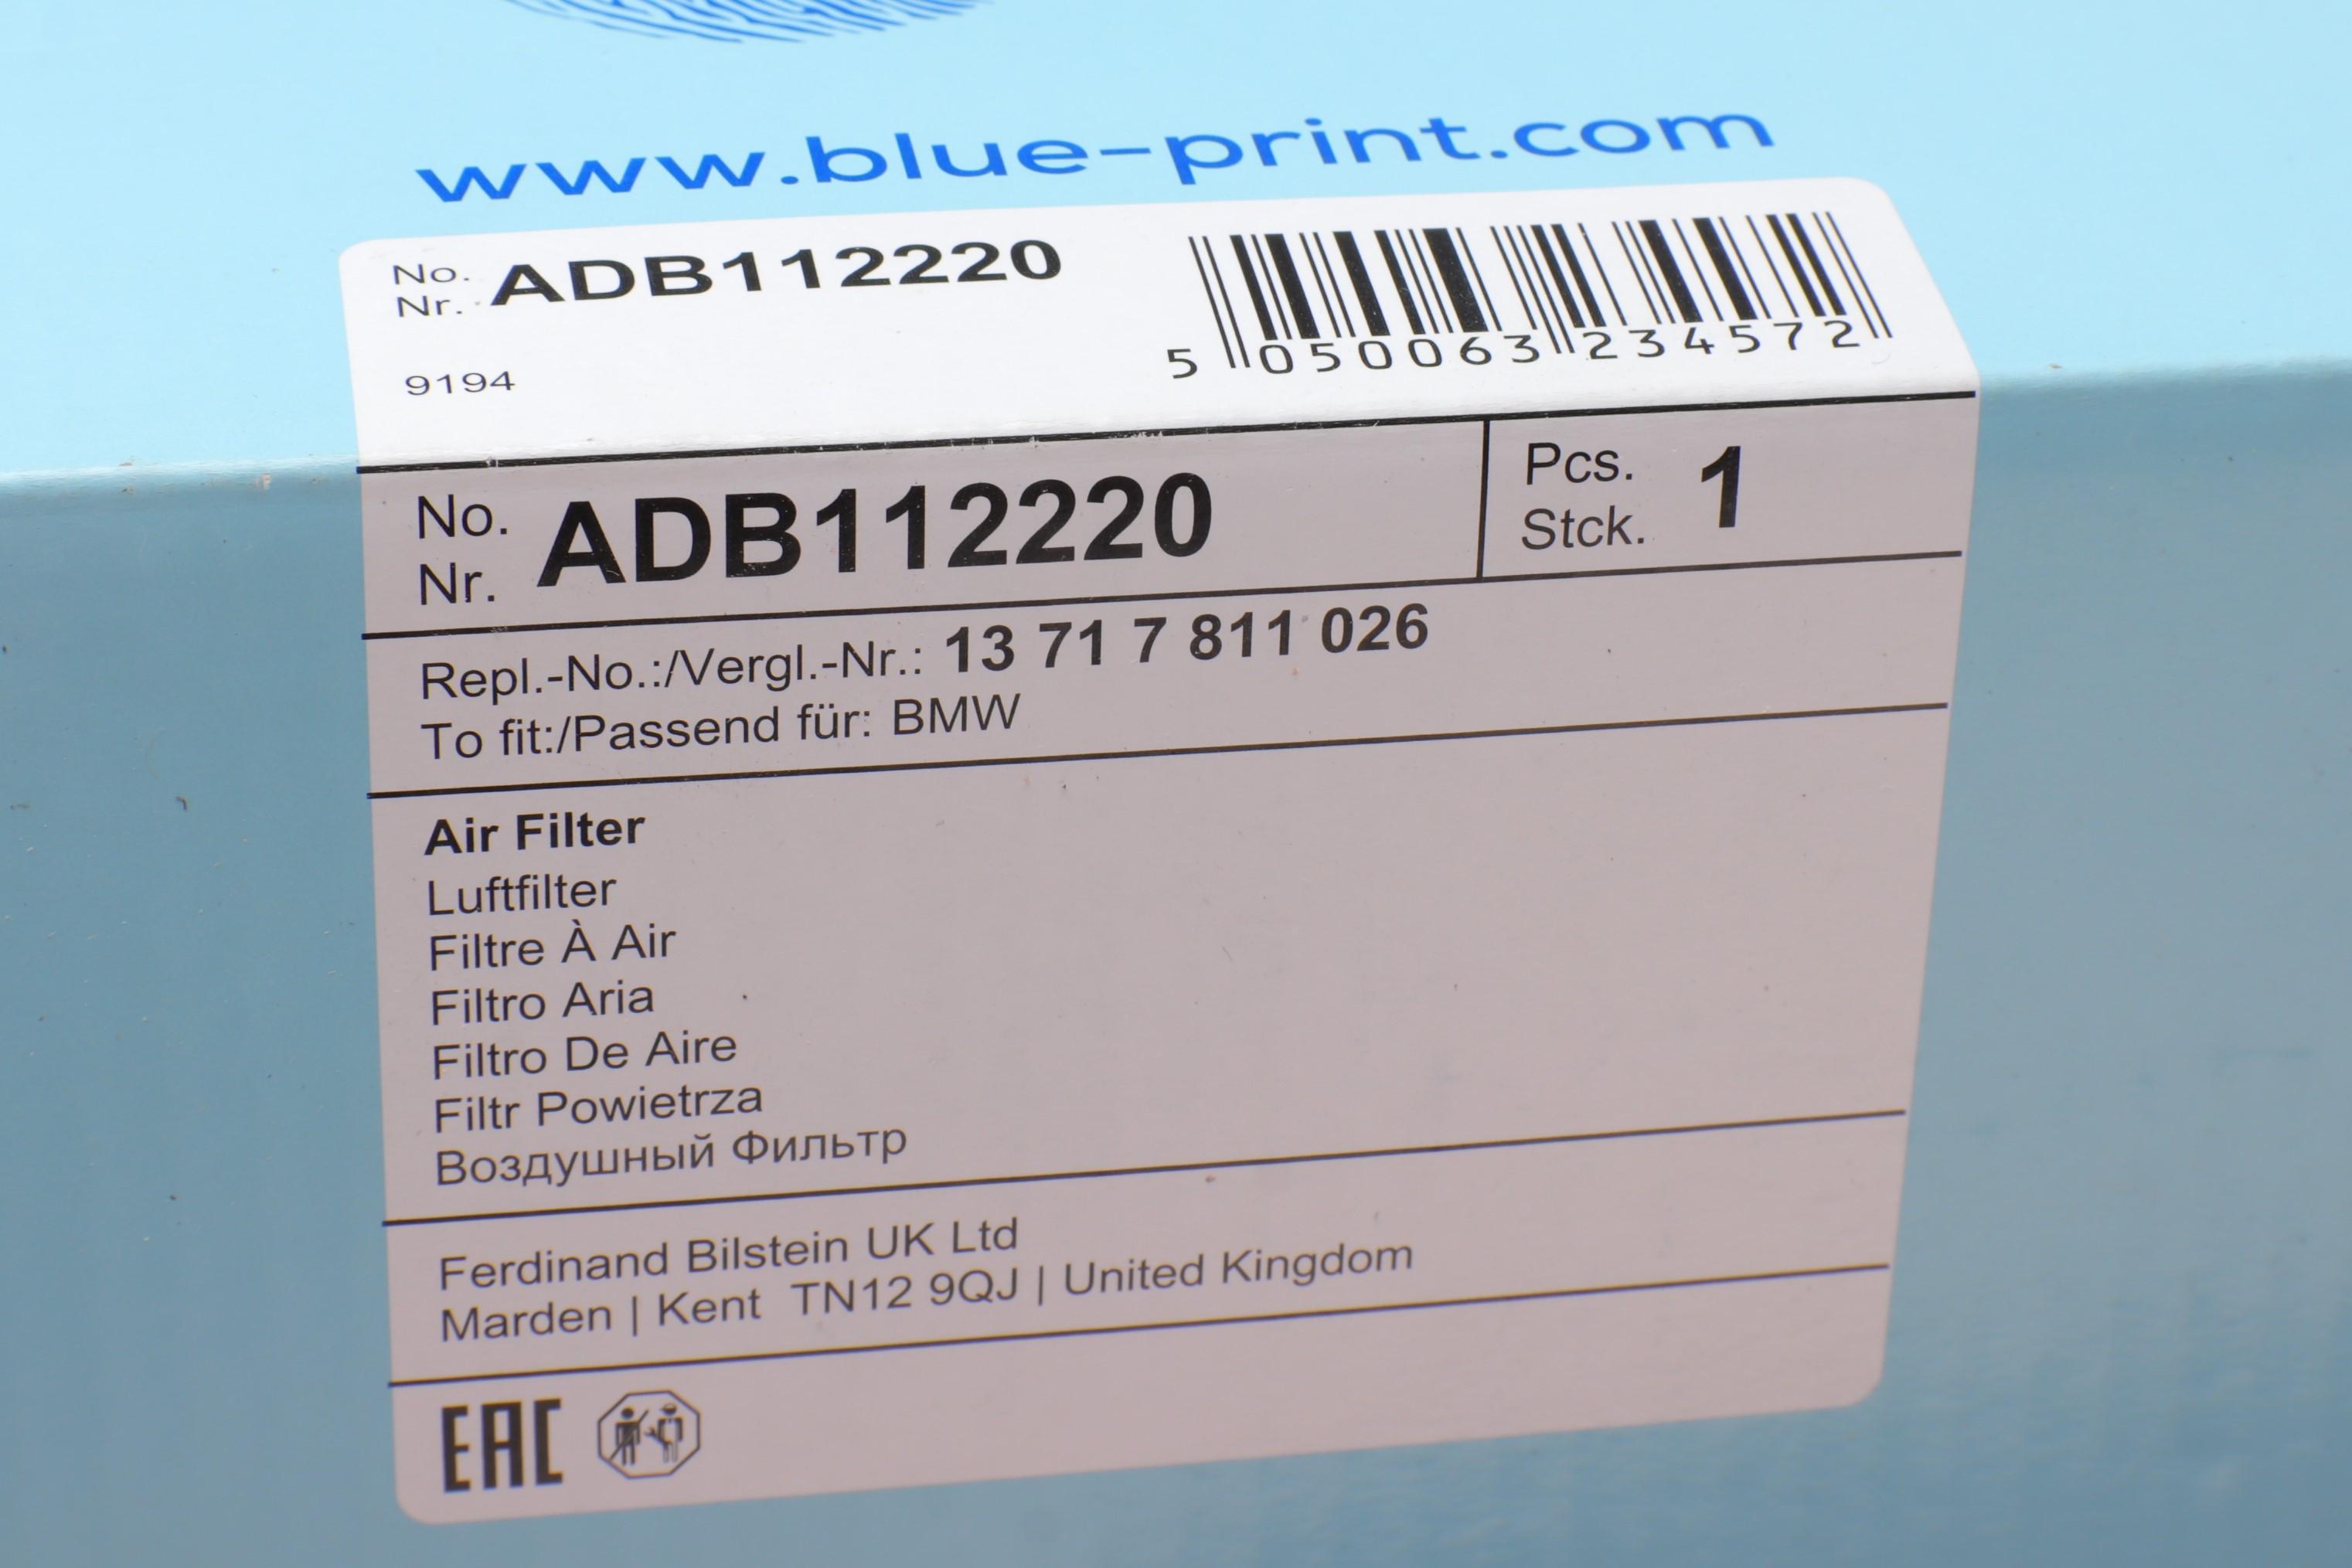 www.blue-print.com
No.
Nr. ADB112220
9194
5 050063 234572
No.
Nr. ADB112220
Pcs.
Stck. 1
Repl.-No.:/Vergl.-Nr.: 13 71 7 811 026
To fit:/Passend für: BMW
Air Filter
Luftfilter
Filtre À Air
Filtro Aria
Filtro De Aire
Filtr Powietrza
Воздушный Фильтр
Ferdinand Bilstein UK Ltd
Marden | Kent TN12 9QJ | United Kingdom
EAC